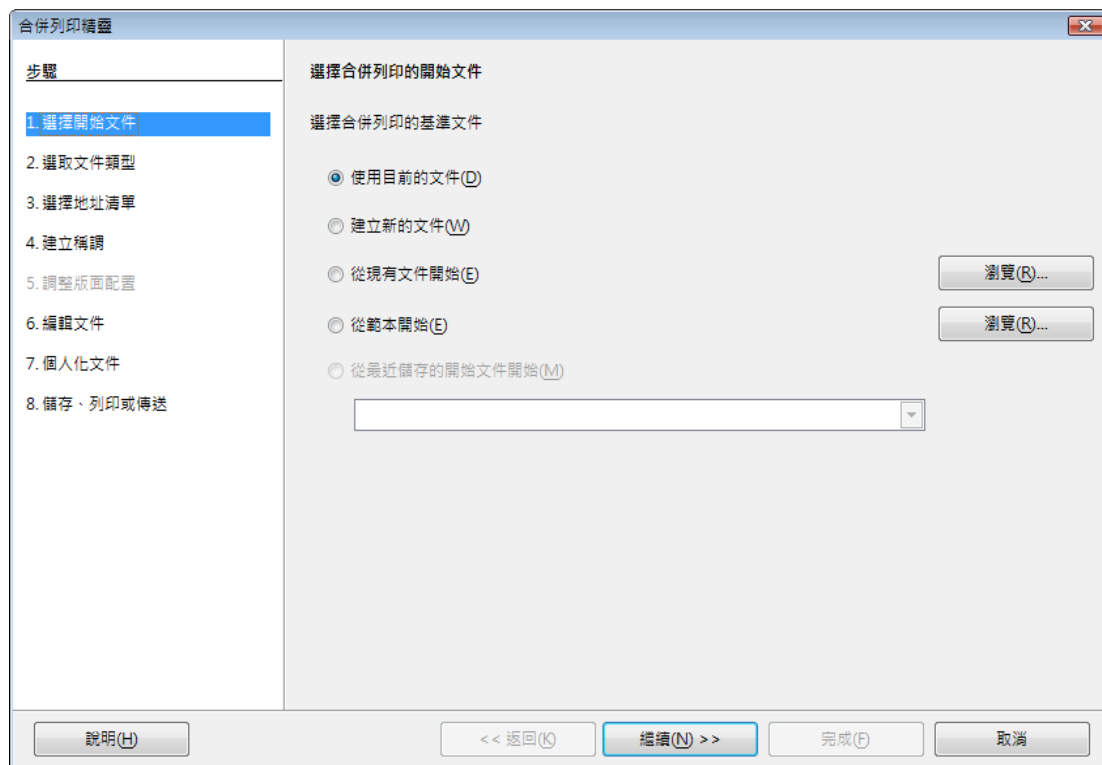 合併列印精靈
步驟
1. 選擇開始文件
2. 選取文件類型
3. 選擇地址清單
4. 建立稱謂
5. 調整版面配置
6. 編輯文件
7. 個人化文件
8. 儲存、列印或傳送
選擇合併列印的開始文件
選擇合併列印的基準文件
使用目前的文件(D)
建立新的文件(W)
從現有文件開始(E)
瀏覽(R)...
從範本開始(E)
瀏覽(R)...
從最近儲存的開始文件開始(M)
說明(H)
<< 返回(K)
繼續(N) >>
完成(F)
取消